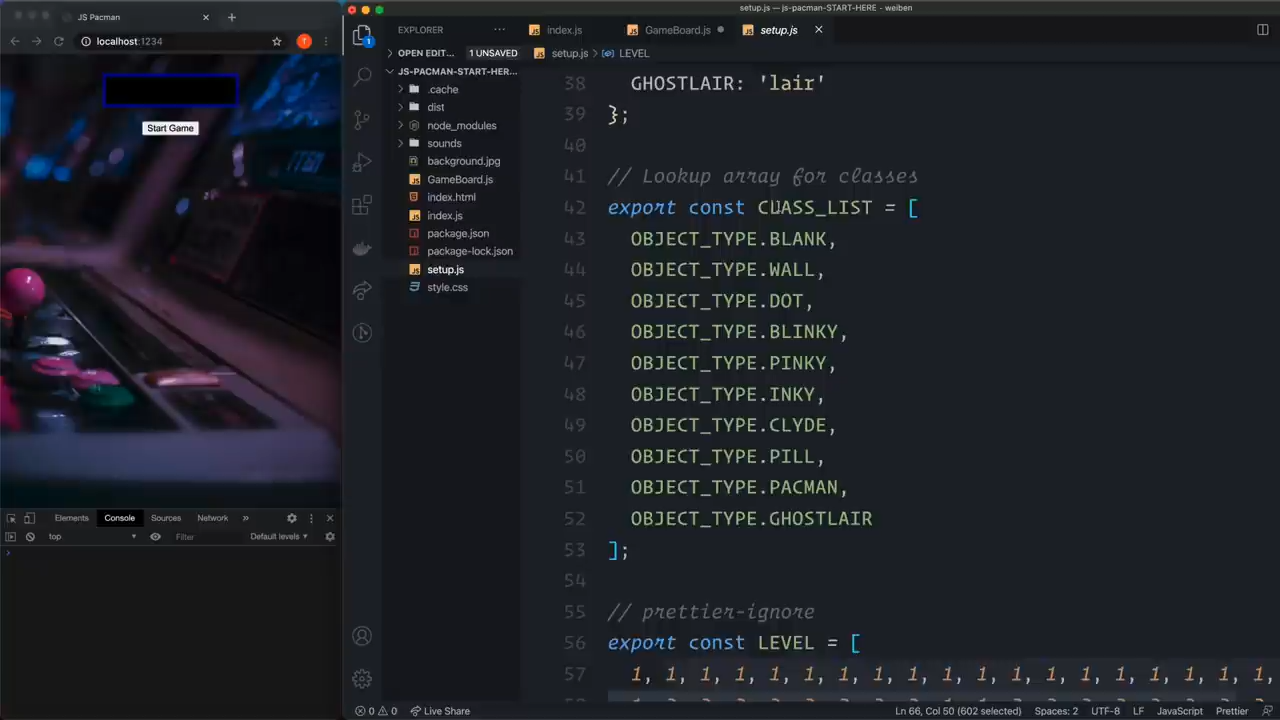 JS Pacman
localhost:1234
T
Start Game
Elements
Console
Sources
Network
»
top
Filter
Default levels
setup.js — js-pacman-START-HERE - weiben
EXPLORER
index.js
GameBoard.js
setup.js
OPEN EDIT...
1 UNSAVED
setup.js > LEVEL
JS-PACMAN-START-HER...
.cache
dist
node_modules
sounds
background.jpg
GameBoard.js
index.html
index.js
package.json
package-lock.json
setup.js
style.css
1
38 GHOSTLAIR: 'lair'
39 };
40
41 // Lookup array for classes
42 export const CLASS_LIST = [
43 OBJECT_TYPE.BLANK,
44 OBJECT_TYPE.WALL,
45 OBJECT_TYPE.DOT,
46 OBJECT_TYPE.BLINKY,
47 OBJECT_TYPE.PINKY,
48 OBJECT_TYPE.INKY,
49 OBJECT_TYPE.CLYDE,
50 OBJECT_TYPE.PILL,
51 OBJECT_TYPE.PACMAN,
52 OBJECT_TYPE.GHOSTLAIR
53 ];
54
55 // prettier-ignore
56 export const LEVEL = [
57 1, 1, 1, 1, 1, 1, 1, 1, 1, 1, 1, 1, 1, 1, 1, 1, 1, 1, 1,
0 0
Live Share
Ln 66, Col 50 (602 selected)
Spaces: 2
UTF-8
LF
JavaScript
Prettier